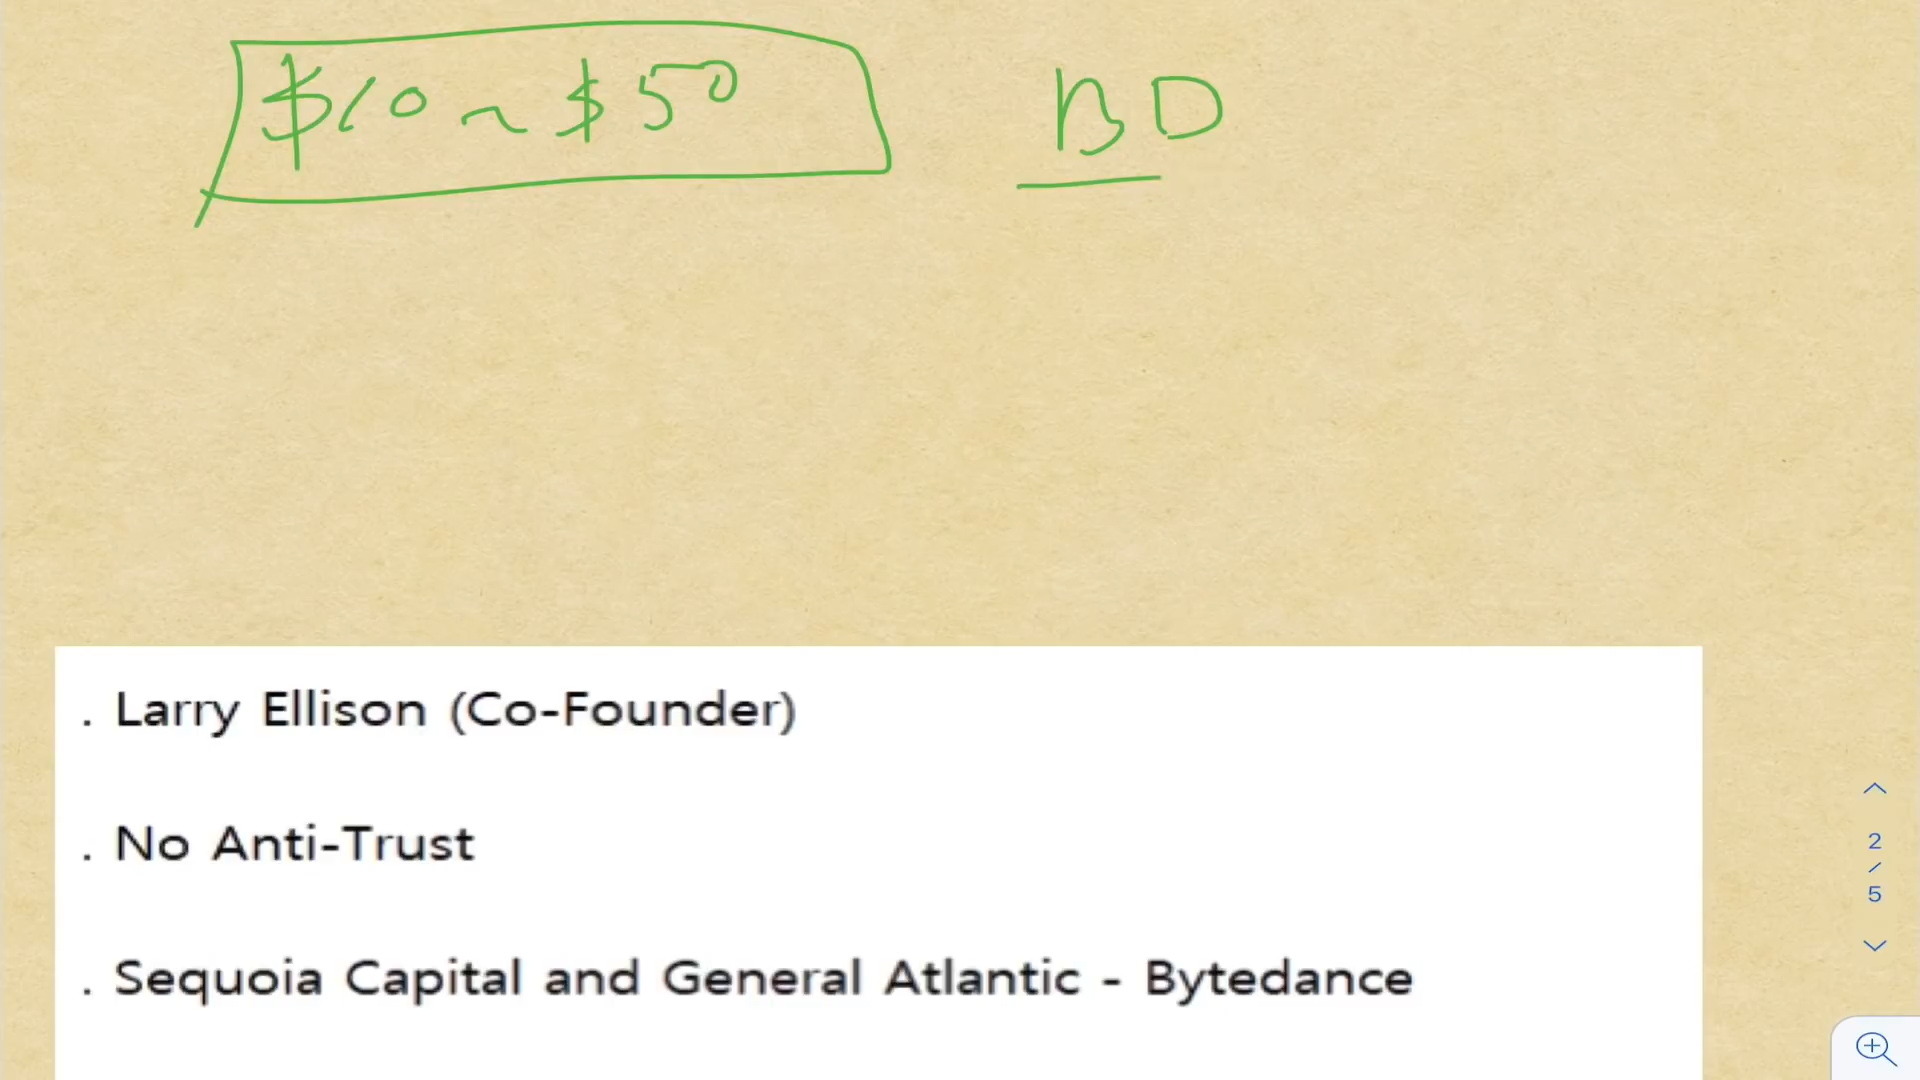 $10 ~ $50 BD
. Larry Ellison (Co-Founder)
. No Anti-Trust
. Sequoia Capital and General Atlantic - Bytedance
2
/
5